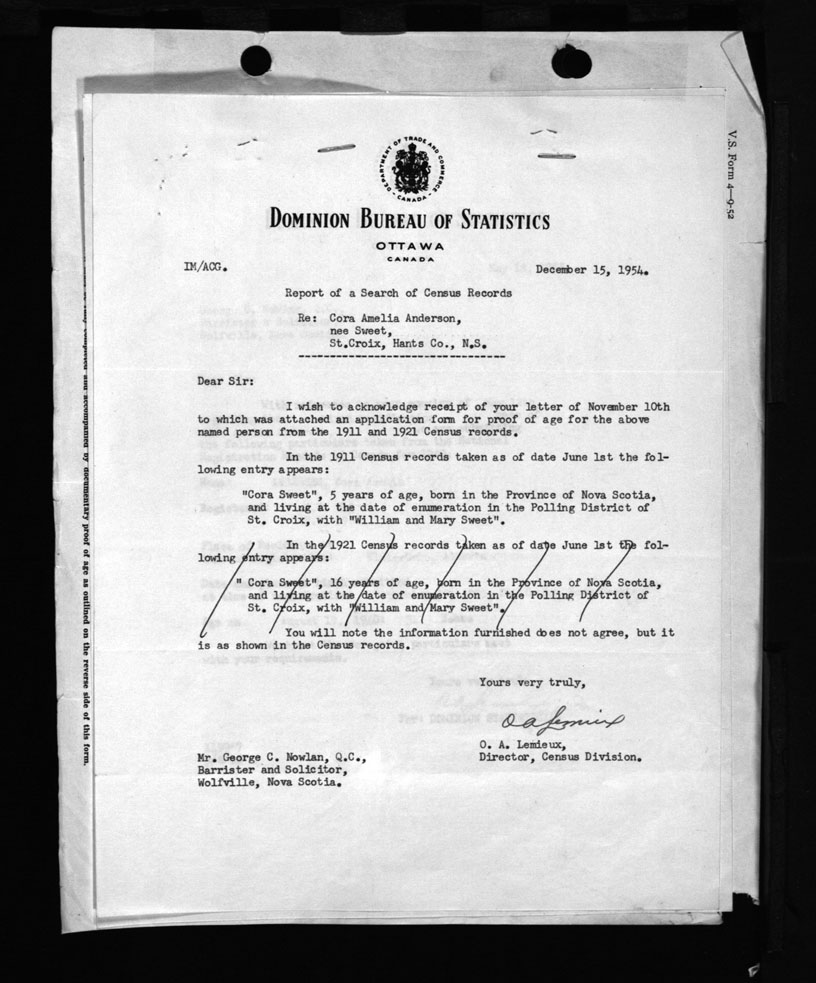 DEPARTMENT OF TRADE AND COMMERCE
CANADA
DOMINION BUREAU OF STATISTICS
OTTAWA
CANADA
IM/ACG.
December 15, 1954.
Report of a Search of Census Records
Re: Cora Amelia Anderson,
nee Sweet,
St.Croix, Hants Co., N.S.
--------------------------------
Dear Sir:
I wish to acknowledge receipt of your letter of November 10th
to which was attached an application form for proof of age for the above
named person from the 1911 and 1921 Census records.
In the 1911 Census records taken as of date June 1st the fol-
lowing entry appears:
"Cora Sweet", 5 years of age, born in the Province of Nova Scotia,
and living at the date of enumeration in the Polling District of
St. Croix, with "William and Mary Sweet".
In the 1921 Census records taken as of date June 1st the fol-
lowing entry appears:
" Cora Sweet", 16 years of age, born in the Province of Nova Scotia,
and living at the date of enumeration in the Polling District of
St. Croix, with "William and Mary Sweet".
You will note the information furnished does not agree, but it
is as shown in the Census records.
Yours very truly,
O A Lemieux
O. A. Lemieux,
Director, Census Division.
Mr. George C. Nowlan, Q.C.,
Barrister and Solicitor,
Wolfville, Nova Scotia.
V.S. Form 4—9-52
and accompanied by documentary proof of age as outlined on the reverse side of this form.